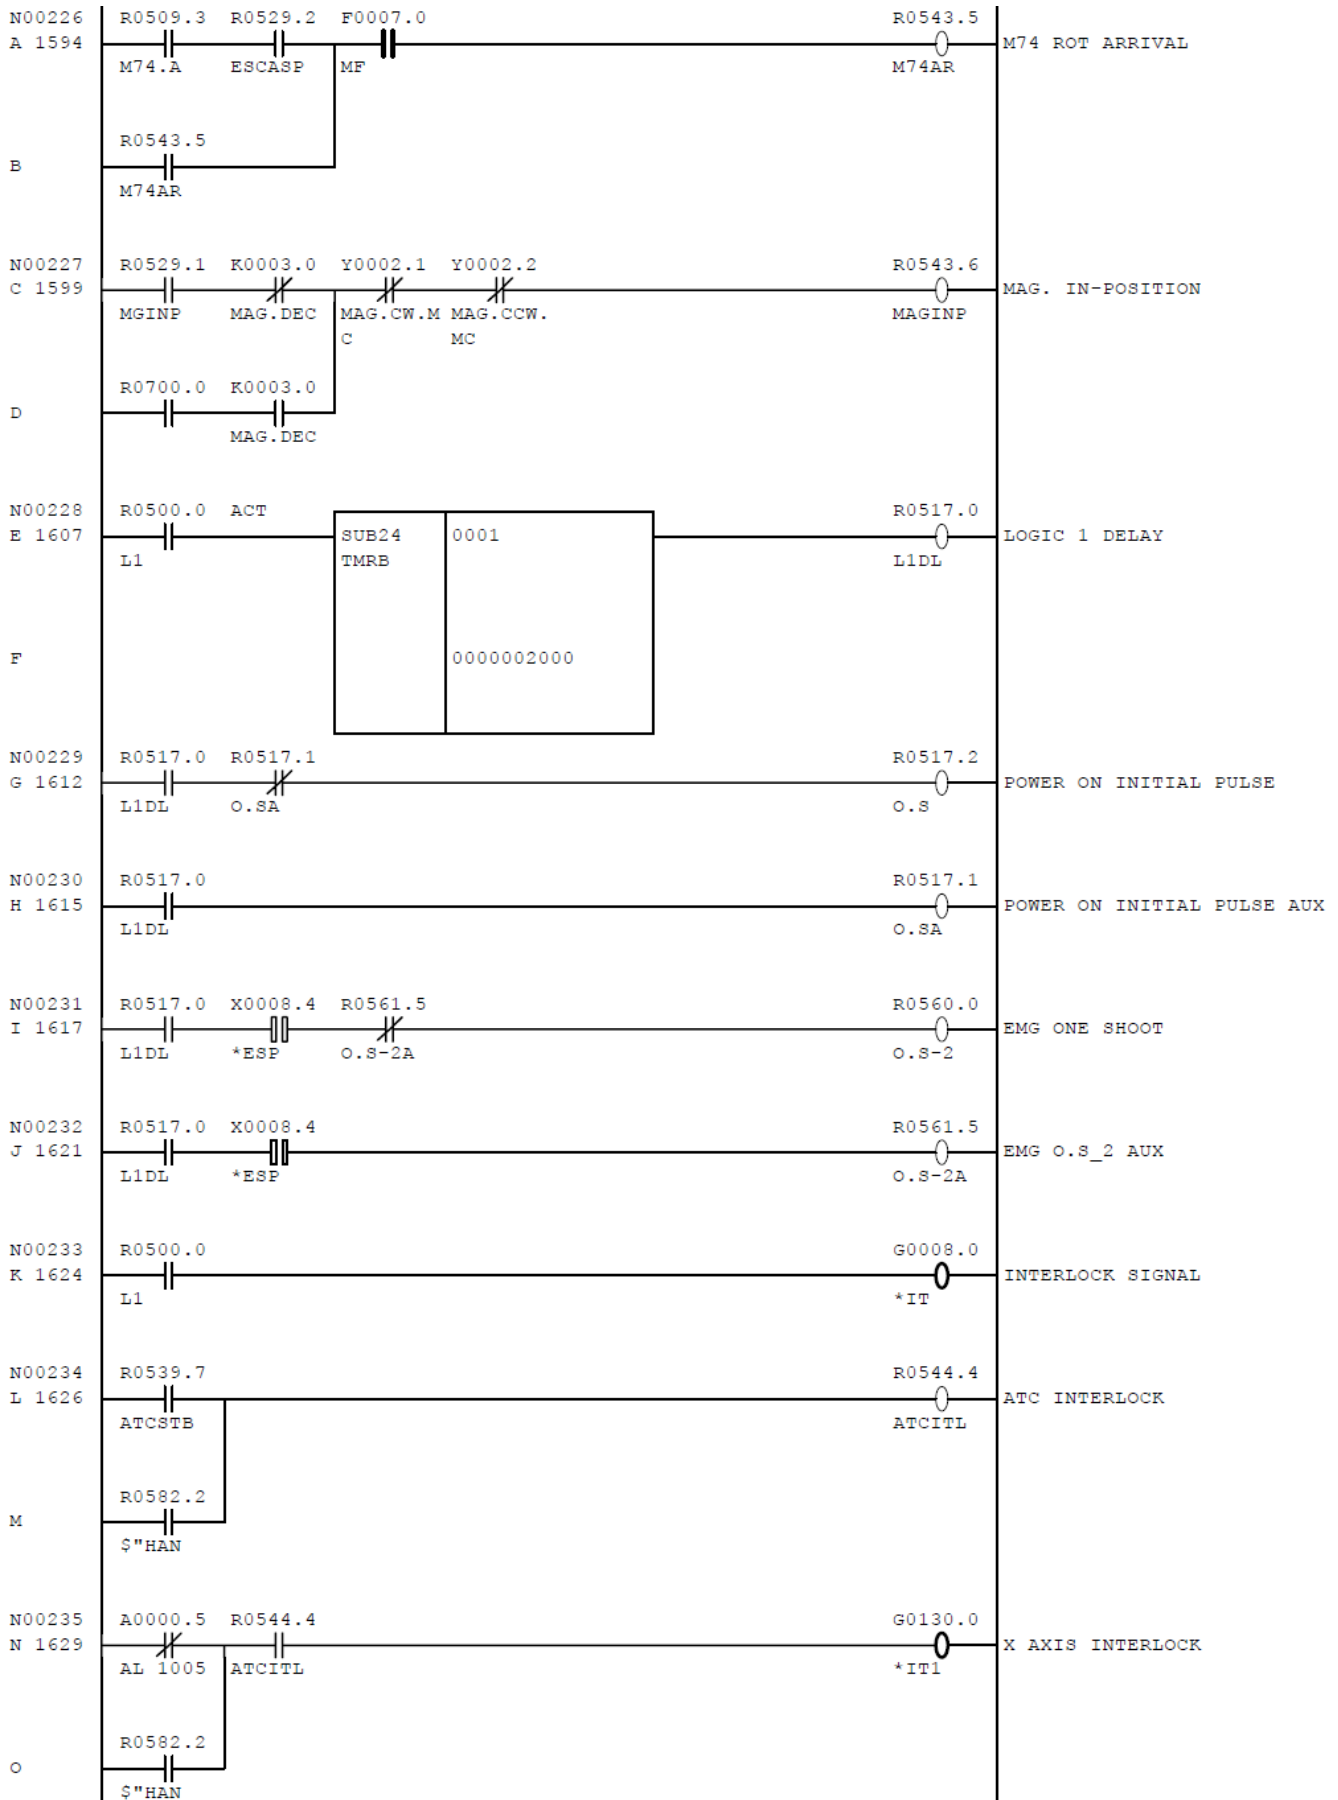 N00226 R0509.3 R0529.2 F0007.0 R0543.5
A 1594 M74 ROT ARRIVAL
M74.A ESCASP MF M74AR
R0543.5
B
M74AR
N00227 R0529.1 K0003.0 Y0002.1 Y0002.2 R0543.6
C 1599 MAG. IN-POSITION
MGINP MAG.DEC MAG.CW.M MAG.CCW. MAGINP
C MC
R0700.0 K0003.0
D
MAG.DEC
N00228 R0500.0 ACT R0517.0
E 1607 SUB24 0001 LOGIC 1 DELAY
L1 TMRB L1DL
F 0000002000
N00229 R0517.0 R0517.1 R0517.2
G 1612 POWER ON INITIAL PULSE
L1DL O.SA O.S
N00230 R0517.0 R0517.1
H 1615 POWER ON INITIAL PULSE AUX
L1DL O.SA
N00231 R0517.0 X0008.4 R0561.5 R0560.0
I 1617 EMG ONE SHOOT
L1DL *ESP O.S-2A O.S-2
N00232 R0517.0 X0008.4 R0561.5
J 1621 EMG O.S_2 AUX
L1DL *ESP O.S-2A
N00233 R0500.0 G0008.0
K 1624 INTERLOCK SIGNAL
L1 *IT
N00234 R0539.7 R0544.4
L 1626 ATC INTERLOCK
ATCSTB ATCITL
R0582.2
M
$"HAN
N00235 A0000.5 R0544.4 G0130.0
N 1629 X AXIS INTERLOCK
AL 1005 ATCITL *IT1
R0582.2
O
$"HAN